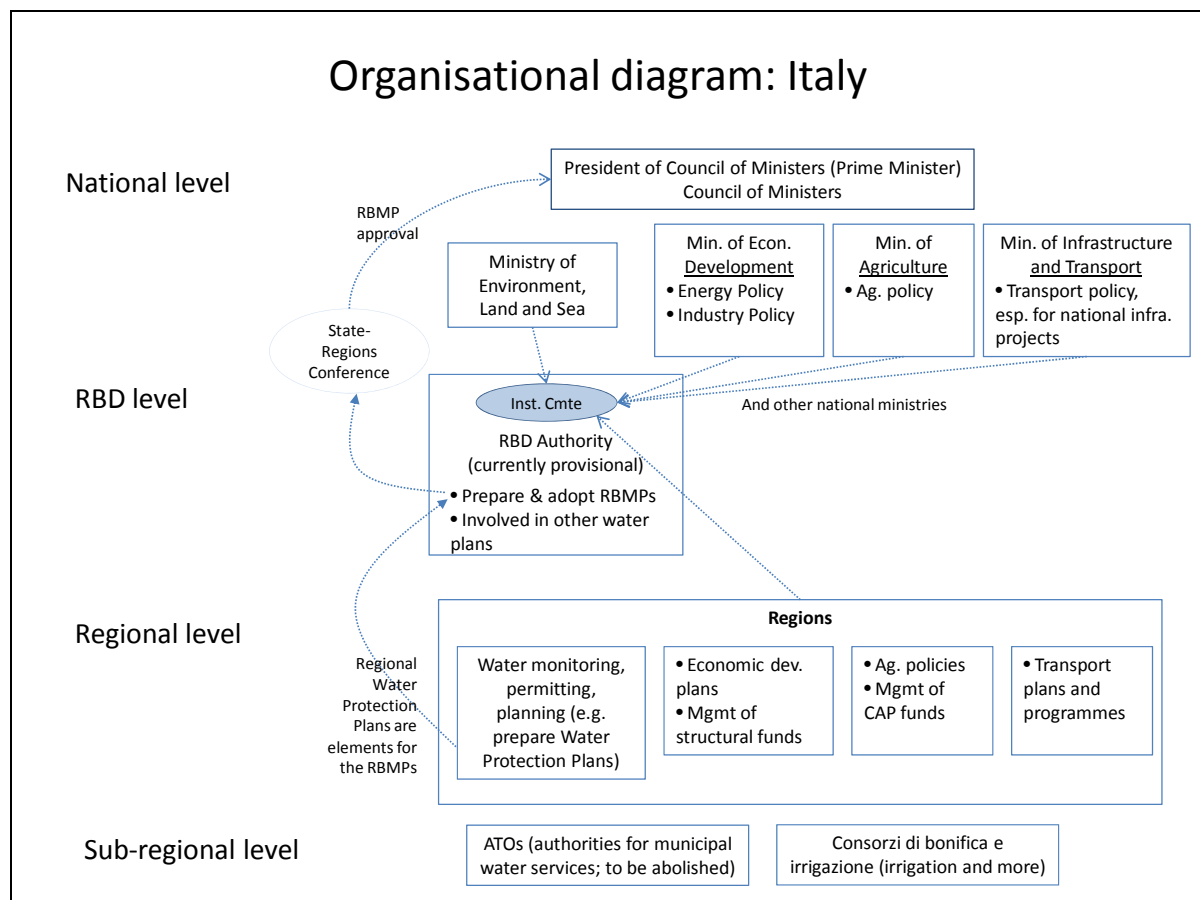 Organisational diagram: Italy
National level
President of Council of Ministers (Prime Minister)
Council of Ministers
RBMP
approval
Ministry of
Environment,
Land and Sea
Min. of Econ.
Development
• Energy Policy
• Industry Policy
Min. of
Agriculture
• Ag. policy
Min. of Infrastructure
and Transport
• Transport policy,
esp. for national infra.
projects
State-
Regions
Conference
RBD level
Inst. Cmte
And other national ministries
RBD Authority
(currently provisional)
• Prepare & adopt RBMPs
• Involved in other water
plans
Regional level
Regions
Regional
Water
Protection
Plans are
elements for
the RBMPs
Water monitoring,
permitting,
planning (e.g.
prepare Water
Protection Plans)
• Economic dev.
plans
• Mgmt of
structural funds
• Ag. policies
• Mgmt of
CAP funds
• Transport
plans and
programmes
Sub-regional level
ATOs (authorities for municipal
water services; to be abolished)
Consorzi di bonifica e
irrigazione (irrigation and more)